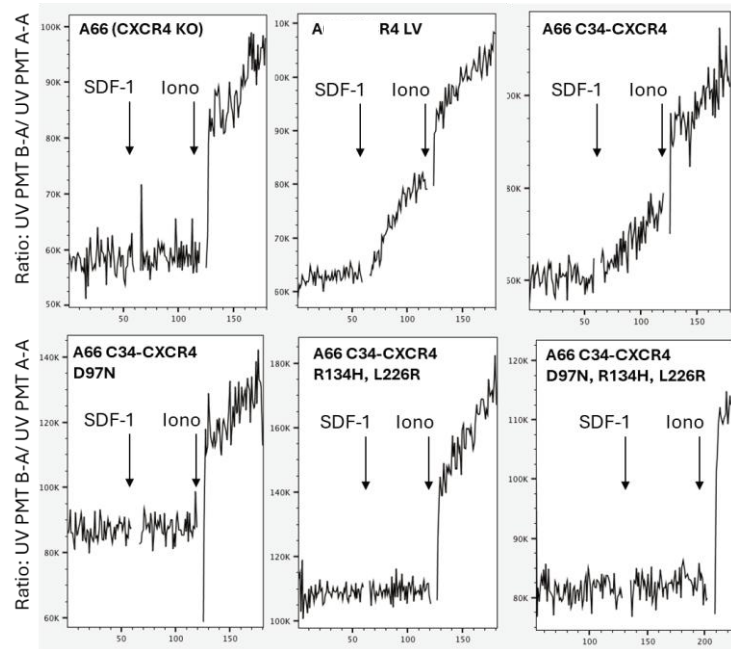 Ratio: UV PMT B-A/ UV PMT A-A
A66 (CXCR4 KO)
SDF-1
Iono
100K
90K
80K
70K
60K
50K
50
100
150
A R4 LV
SDF-1
Iono
100K
90K
80K
70K
60K
50
100
150
A66 C34-CXCR4
SDF-1
Iono
80K
50
100
150
Ratio: UV PMT B-A/ UV PMT A-A
A66 C34-CXCR4
D97N
SDF-1
Iono
140K
120K
100K
80K
60K
50
100
150
A66 C34-CXCR4
R134H, L226R
SDF-1
Iono
180K
160K
140K
120K
110K
100K
50
100
150
A66 C34-CXCR4
D97N, R134H, L226R
SDF-1
Iono
120K
110K
100K
90K
80K
100
150
200